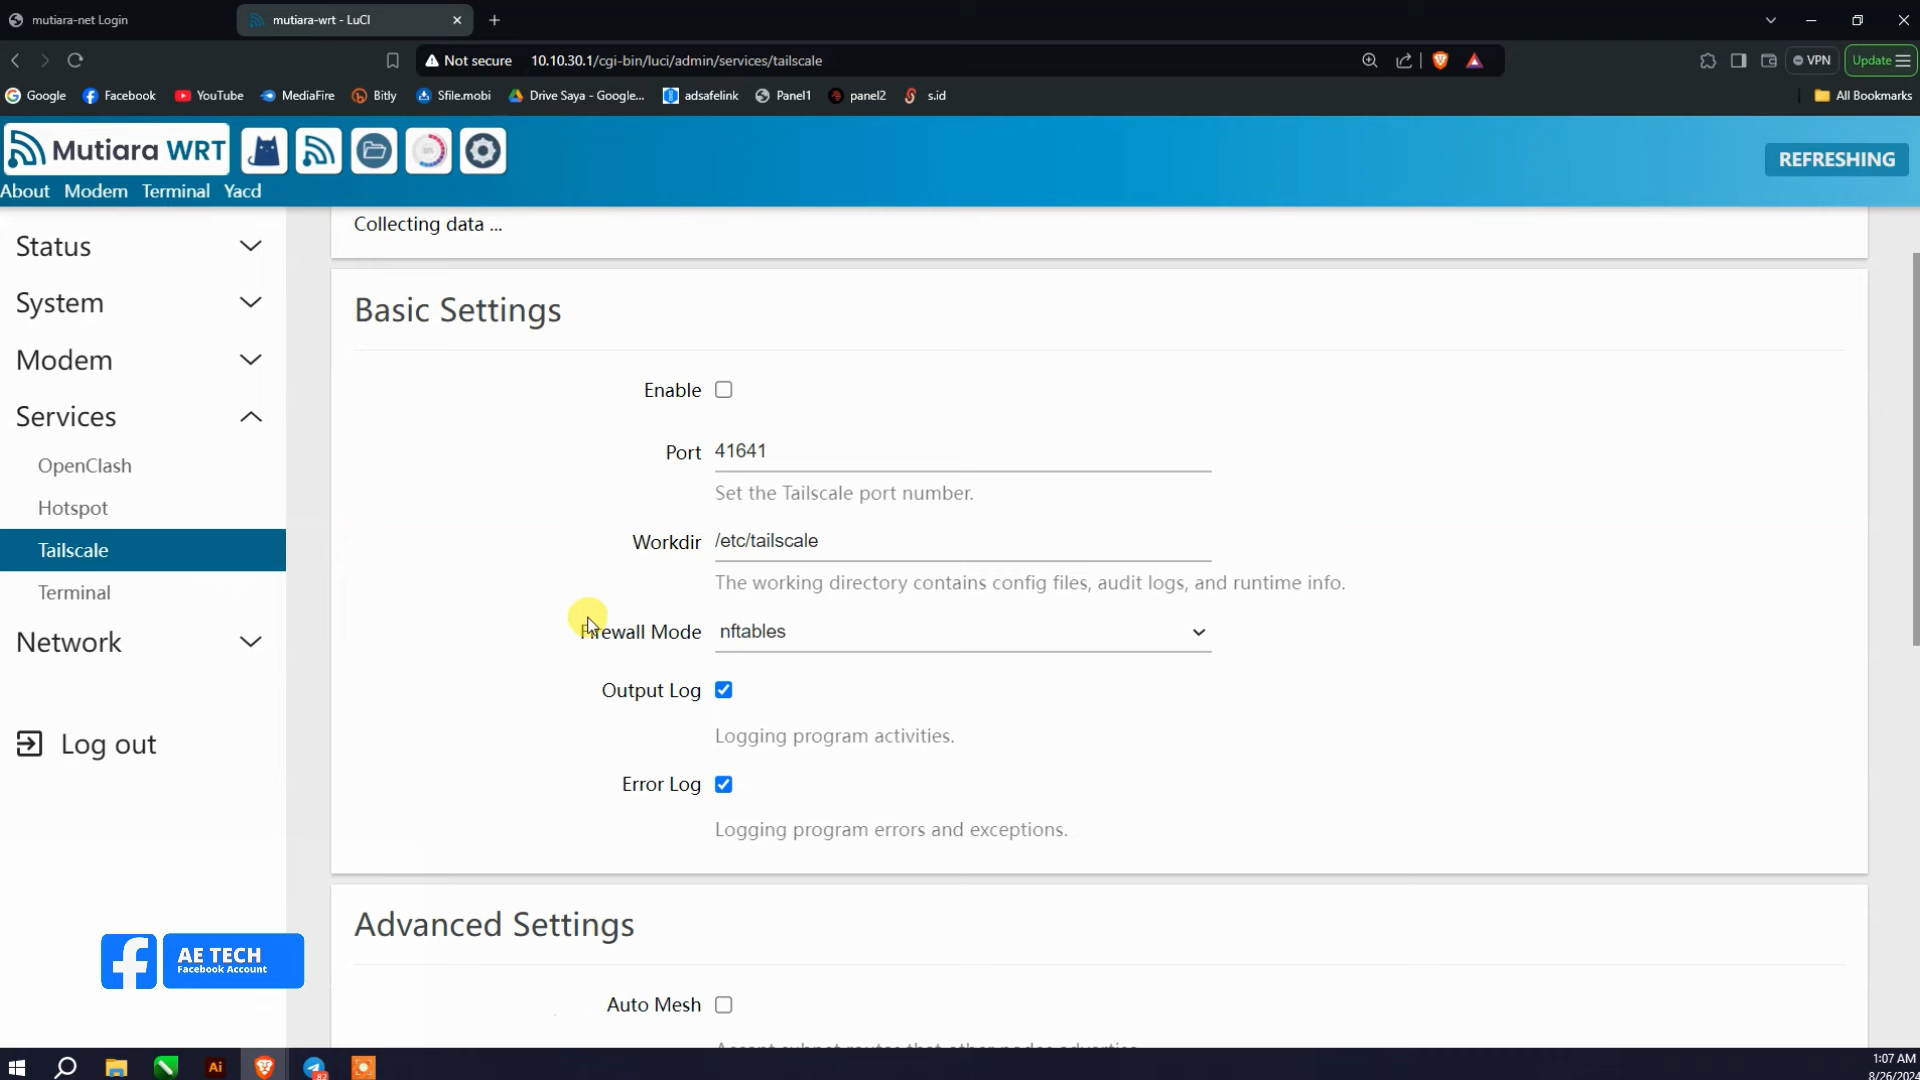 mutiara-net Login
mutiara-wrt - LuCI
Not secure 10.10.30.1/cgi-bin/luci/admin/services/tailscale
VPN
Update
Google
Facebook
YouTube
MediaFire
Bitly
Sfile.mobi
Drive Saya - Google...
adsafelink
Panel1
panel2
s.id
All Bookmarks
Mutiara WRT
REFRESHING
About Modem Terminal Yacd
Status
System
Modem
Services
OpenClash
Hotspot
Tailscale
Terminal
Network
Log out
Collecting data ...
Basic Settings
Enable
Port 41641
Set the Tailscale port number.
Workdir /etc/tailscale
The working directory contains config files, audit logs, and runtime info.
Firewall Mode nftables
Output Log
Logging program activities.
Error Log
Logging program errors and exceptions.
Advanced Settings
Auto Mesh
AE TECH
Facebook Account
Ai
82
1:07 AM